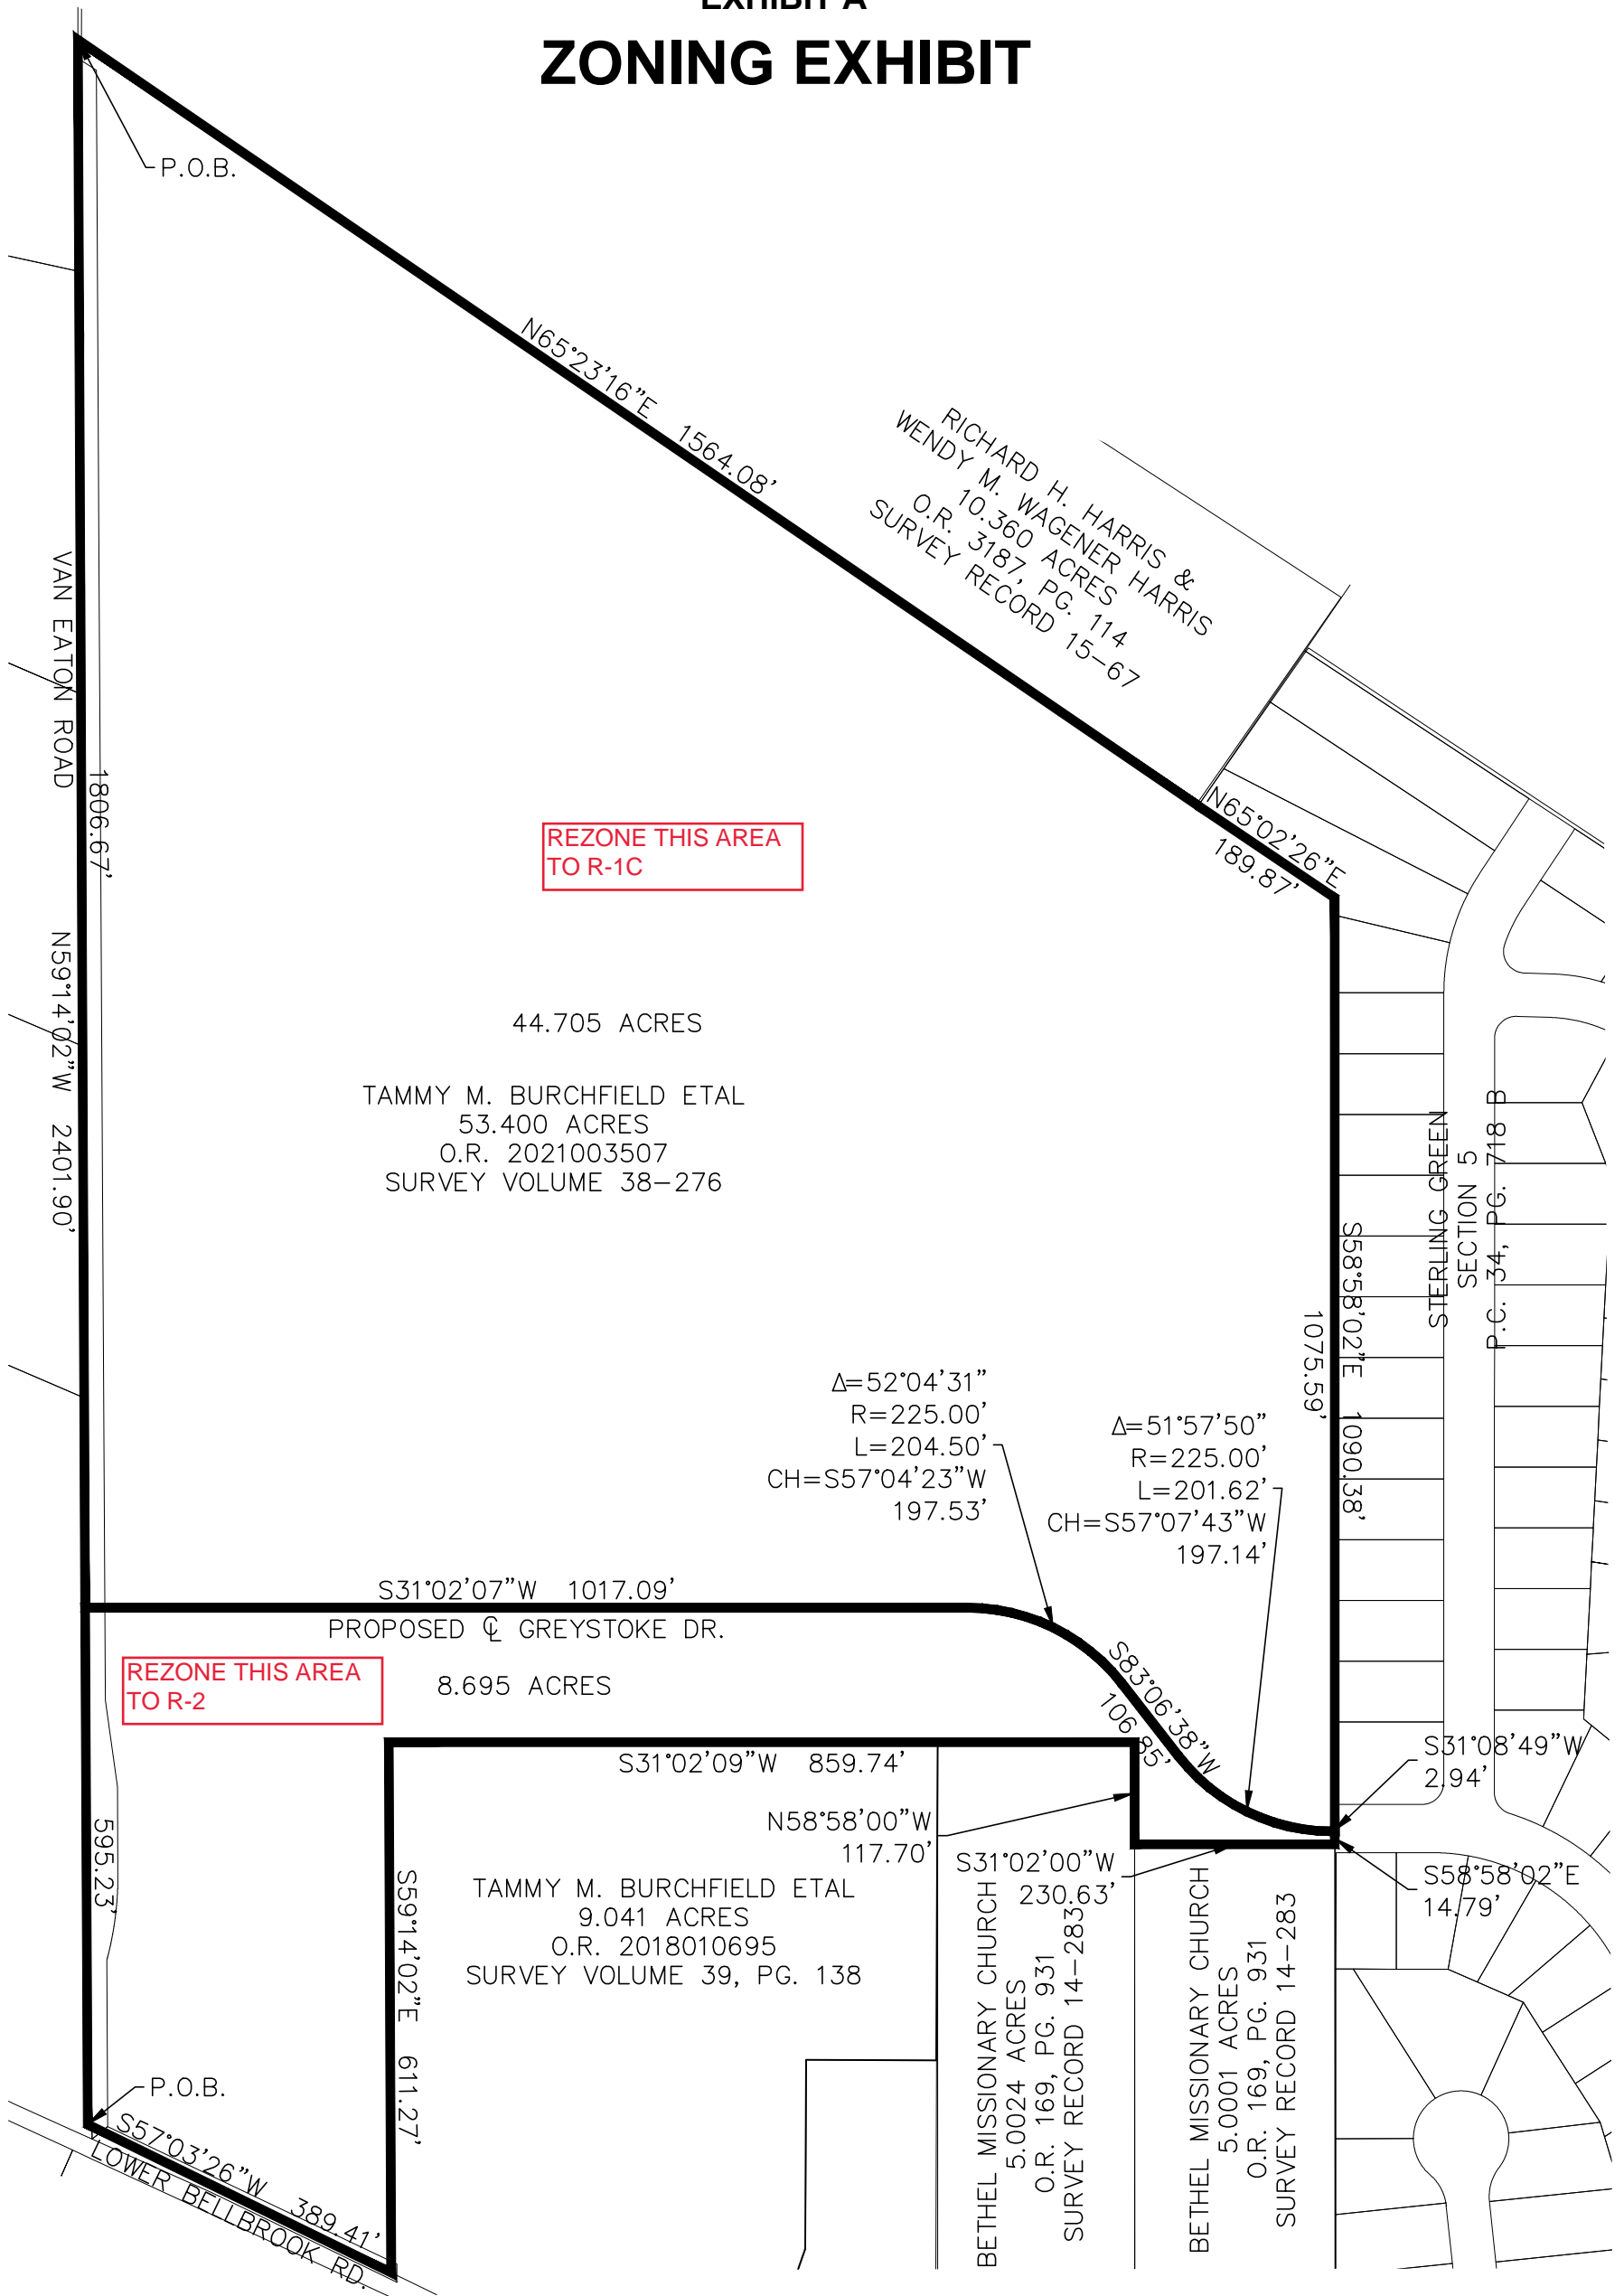 EXHIBIT A
ZONING EXHIBIT
P.O.B.
N65°23'16"E 1564.08'
RICHARD H. HARRIS &
WENDY M. WAGENER HARRIS
10.360 ACRES
O.R. 3187, PG. 114
SURVEY RECORD 15-67
VAN EATON ROAD
1806.67'
N59°14'02"W 2401.90'
REZONE THIS AREA
TO R-1C
N65°02'26"E
189.87'
44.705 ACRES
TAMMY M. BURCHFIELD ETAL
53.400 ACRES
O.R. 2021003507
SURVEY VOLUME 38-276
STERLING GREEN
SECTION 5
P.C. 34, PG. 718 B
S58°58'02"E 1090.38'
1075.59'
Δ=52°04'31"
R=225.00'
L=204.50'
CH=S57°04'23"W
197.53'
Δ=51°57'50"
R=225.00'
L=201.62'
CH=S57°07'43"W
197.14'
S31°02'07"W 1017.09'
PROPOSED ℄ GREYSTOKE DR.
REZONE THIS AREA
TO R-2
8.695 ACRES
S83°06'38"W
106.85'
S31°02'09"W 859.74'
S31°08'49"W
2.94'
N58°58'00"W
117.70'
S31°02'00"W
230.63'
S58°58'02"E
14.79'
595.23'
S59°14'02"E 611.27'
TAMMY M. BURCHFIELD ETAL
9.041 ACRES
O.R. 2018010695
SURVEY VOLUME 39, PG. 138
BETHEL MISSIONARY CHURCH
5.0024 ACRES
O.R. 169, PG. 931
SURVEY RECORD 14-283
BETHEL MISSIONARY CHURCH
5.0001 ACRES
O.R. 169, PG. 931
SURVEY RECORD 14-283
P.O.B.
S57°03'26"W 389.41'
LOWER BELLBROOK RD.